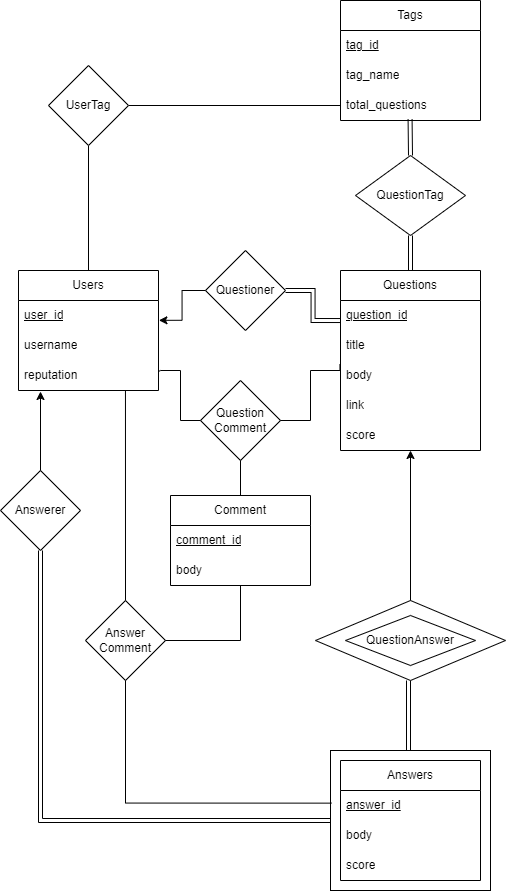 Tags
tag_id
tag_name
total_questions
UserTag
QuestionTag
Users
user_id
username
reputation
Questioner
Questions
question_id
title
body
link
score
Question
Comment
Answerer
Comment
comment_id
body
Answer
Comment
QuestionAnswer
Answers
answer_id
body
score